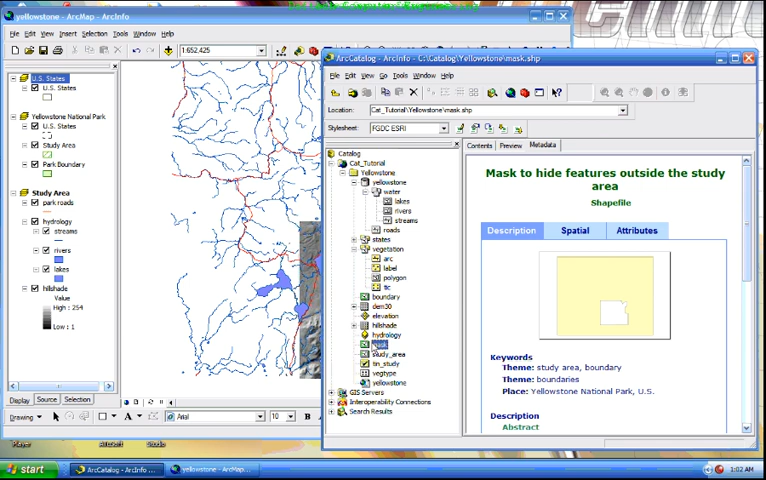 yellowstone - ArcMap - ArcInfo
File Edit View Insert Selection Tools Window Help
1:652,425
U.S. States
U.S. States
Yellowstone National Park
U.S. States
Study Area
Park Boundary
Study Area
park roads
hydrology
streams
rivers
lakes
hillshade
Value
High : 254
Low : 1
Display Source Selection
Drawing
A
Arial
10
B
ArcCatalog - ArcInfo - C:\Catalog\Yellowstone\mask.shp
File Edit View Go Tools Window Help
Location: Cat_Tutorial\Yellowstone\mask.shp
Stylesheet: FGDC ESRI
Catalog
Cat_Tutorial
Yellowstone
yellowstone
water
lakes
rivers
streams
roads
states
vegetation
arc
label
polygon
tic
boundary
dem30
elevation
hillshade
hydrology
mask
study_area
tin_study
vegtype
yellowstone
GIS Servers
Interoperability Connections
Search Results
Contents Preview Metadata
Mask to hide features outside the study
area
Shapefile
Description Spatial Attributes
Keywords
Theme: study area, boundary
Theme: boundaries
Place: Yellowstone National Park, U.S.
Description
Abstract
Player
Studio
start
ArcCatalog - ArcInfo ...
yellowstone - ArcMap...
1:02 AM